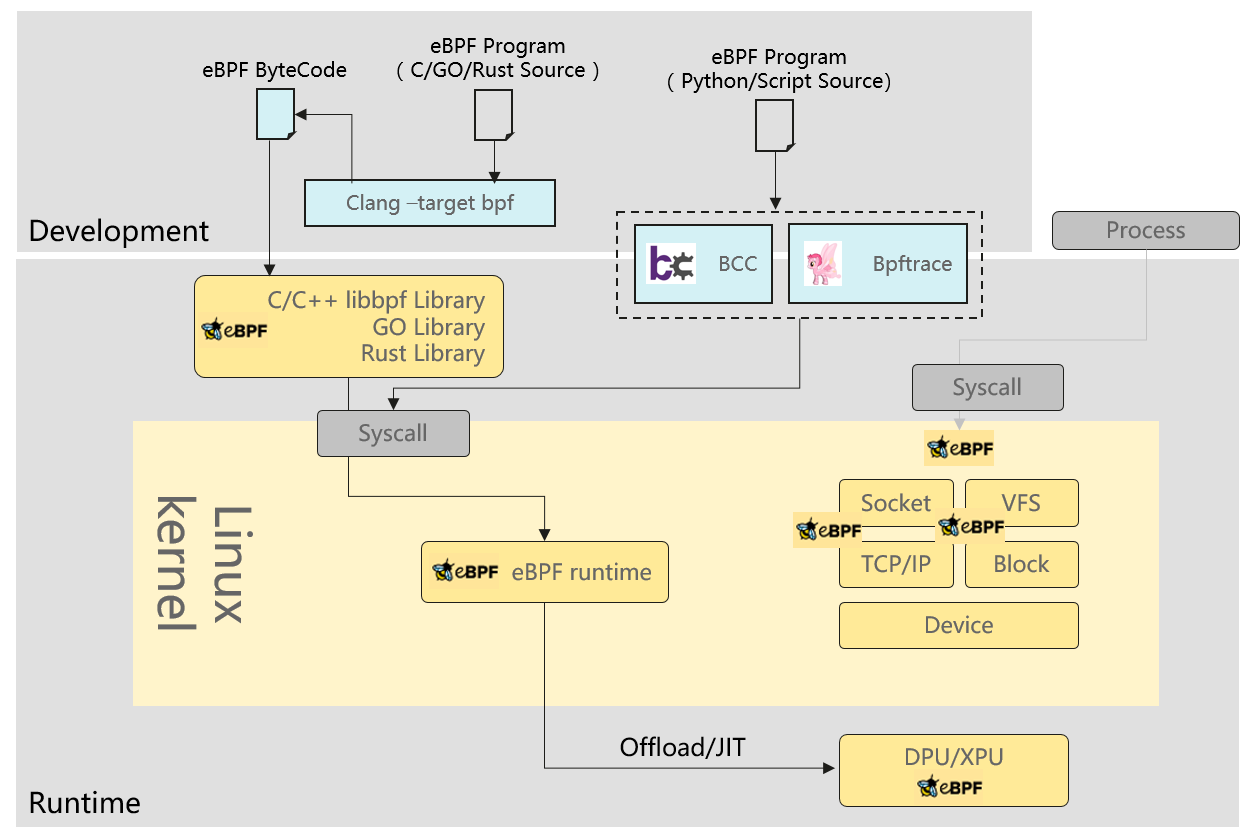 eBPF ByteCode
eBPF Program
( C/GO/Rust Source )
eBPF Program
( Python/Script Source)
Clang –target bpf
Development
Process
bc
BCC
Bpftrace
C/C++ libbpf Library
GO Library
Rust Library
eBPF
Syscall
Syscall
eBPF
Linux
kernel
Socket
VFS
eBPF
eBPF
TCP/IP
Block
eBPF
eBPF runtime
Device
Offload/JIT
DPU/XPU
eBPF
Runtime